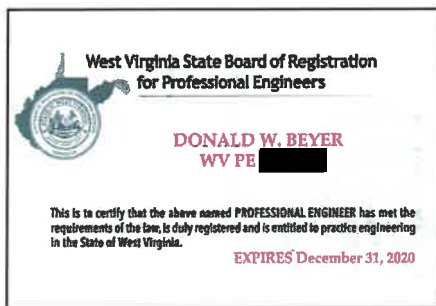 West Virginia State Board of Registration
for Professional Engineers
DONALD W. BEYER
WV PE
This is to certify that the above named PROFESSIONAL ENGINEER has met the
requirements of the law, is duly registered and is entitled to practice engineering
in the State of West Virginia.
EXPIRES December 31, 2020